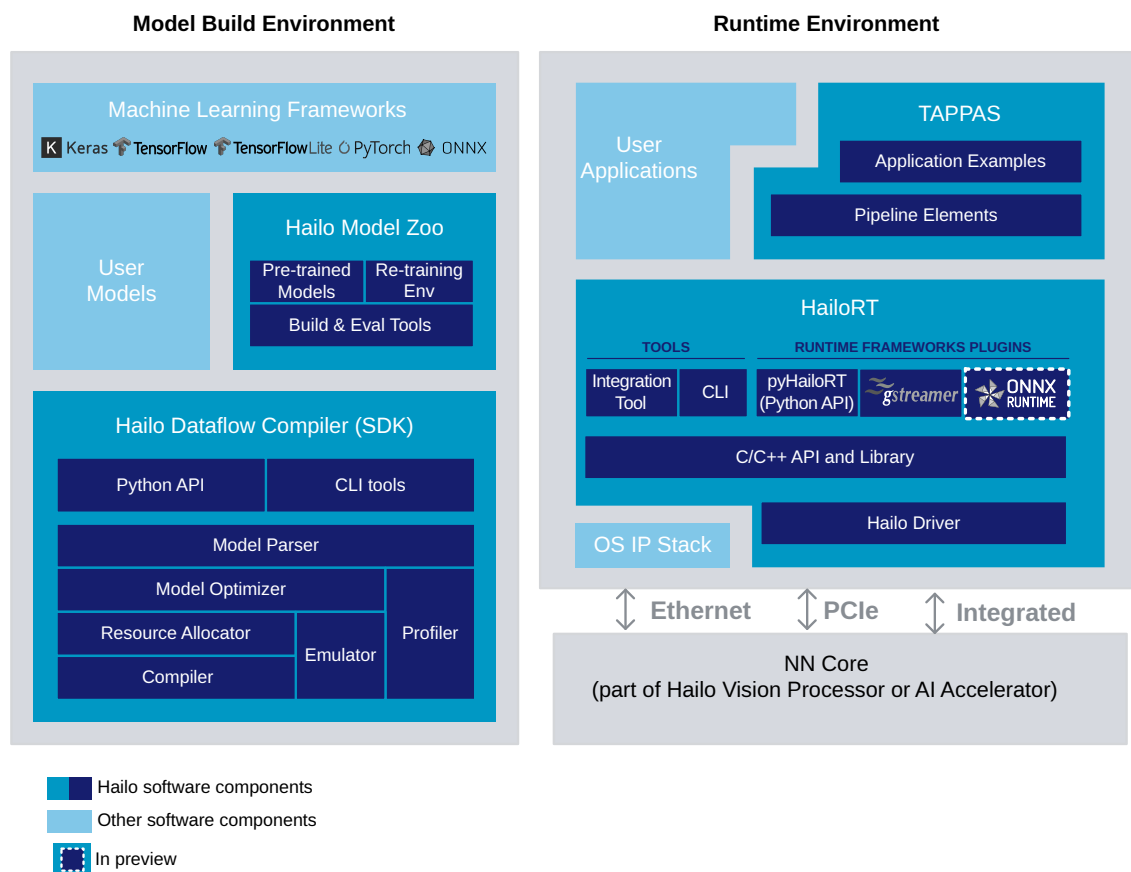 Model Build Environment
Machine Learning Frameworks
K Keras TensorFlow TensorFlow Lite PyTorch ONNX
User
Models
Hailo Model Zoo
Pre-trained
Models
Re-training
Env
Build & Eval Tools
Hailo Dataflow Compiler (SDK)
Python API
CLI tools
Model Parser
Model Optimizer
Resource Allocator
Compiler
Emulator
Profiler
Runtime Environment
User
Applications
TAPPAS
Application Examples
Pipeline Elements
HailoRT
TOOLS
RUNTIME FRAMEWORKS PLUGINS
Integration
Tool
CLI
pyHailoRT
(Python API)
gstreamer
ONNX
RUNTIME
C/C++ API and Library
Hailo Driver
OS IP Stack
Ethernet
PCIe
Integrated
NN Core
(part of Hailo Vision Processor or AI Accelerator)
Hailo software components
Other software components
In preview